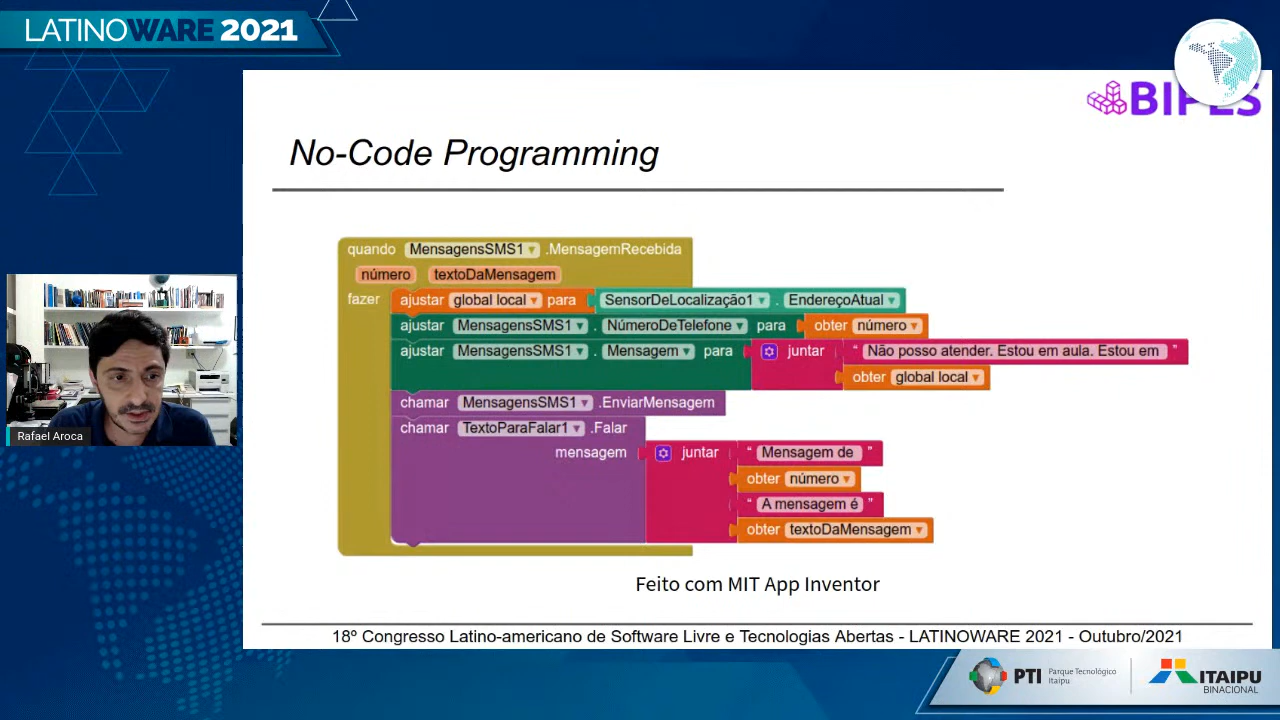 LATINOWARE 2021
BIPES
No-Code Programming
quando MensagensSMS1 .MensagemRecebida
número textoDaMensagem
fazer ajustar global local para SensorDeLocalização1 . EndereçoAtual
ajustar MensagensSMS1 . NúmeroDeTelefone para obter número
ajustar MensagensSMS1 . Mensagem para juntar “ Não posso atender. Estou em aula. Estou em ”
obter global local
chamar MensagensSMS1 .EnviarMensagem
chamar TextoParaFalar1 .Falar
mensagem juntar “ Mensagem de ”
obter número
“ A mensagem é ”
obter textoDaMensagem
Rafael Aroca
Feito com MIT App Inventor
18º Congresso Latino-americano de Software Livre e Tecnologias Abertas - LATINOWARE 2021 - Outubro/2021
PTI Parque Tecnológico
Itaipu
ITAIPU
BINACIONAL